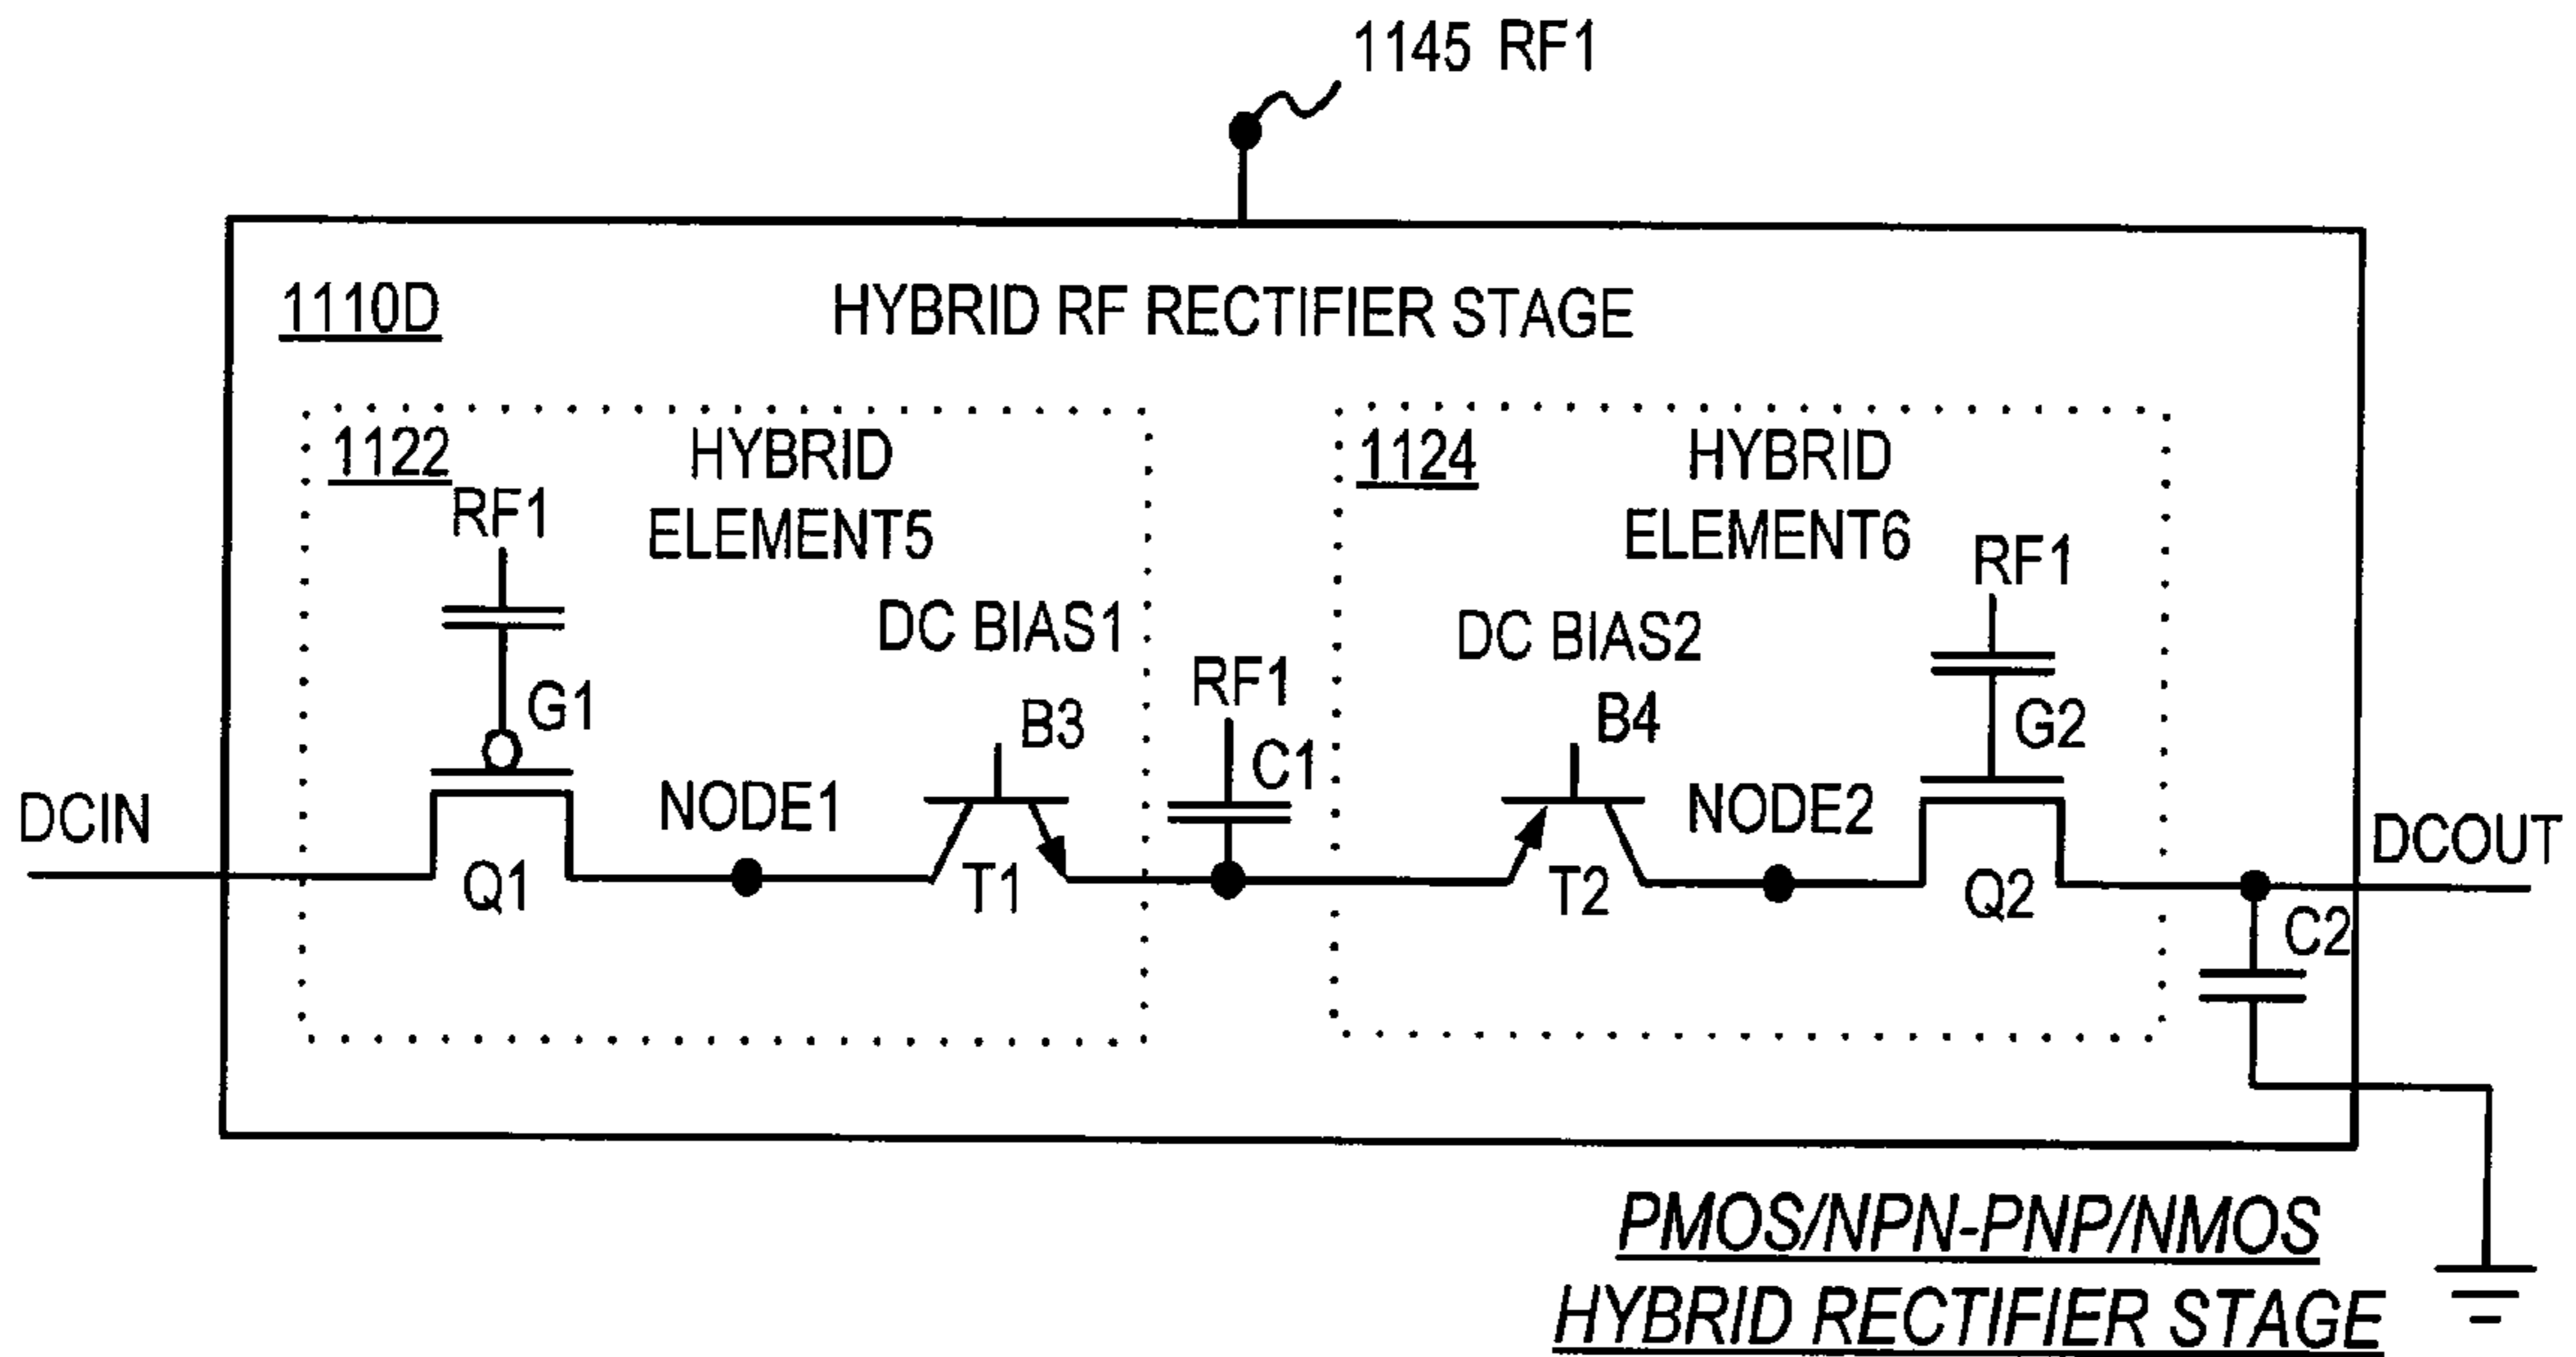 1145 RF1
1110D
HYBRID RF RECTIFIER STAGE
1122
HYBRID
ELEMENT5
RF1
G1
DC BIAS1
B3
NODE1
Q1
T1
RF1
C1
1124
HYBRID
ELEMENT6
RF1
G2
DC BIAS2
B4
NODE2
T2
Q2
DCIN
DCOUT
C2
PMOS/NPN-PNP/NMOS
HYBRID RECTIFIER STAGE